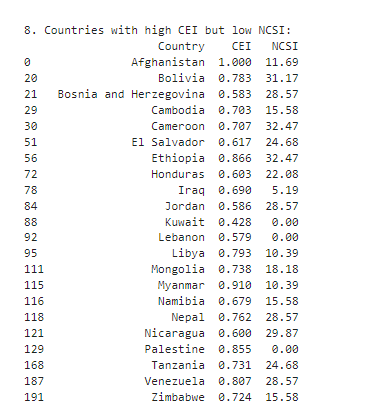 8. Countries with high CEI but low NCSI:
Country CEI NCSI
0 Afghanistan 1.000 11.69
20 Bolivia 0.783 31.17
21 Bosnia and Herzegovina 0.583 28.57
29 Cambodia 0.703 15.58
30 Cameroon 0.707 32.47
51 El Salvador 0.617 24.68
56 Ethiopia 0.866 32.47
72 Honduras 0.603 22.08
78 Iraq 0.690 5.19
84 Jordan 0.586 28.57
88 Kuwait 0.428 0.00
92 Lebanon 0.579 0.00
95 Libya 0.793 10.39
111 Mongolia 0.738 18.18
115 Myanmar 0.910 10.39
116 Namibia 0.679 15.58
118 Nepal 0.762 28.57
121 Nicaragua 0.600 29.87
129 Palestine 0.855 0.00
168 Tanzania 0.731 24.68
187 Venezuela 0.807 28.57
191 Zimbabwe 0.724 15.58